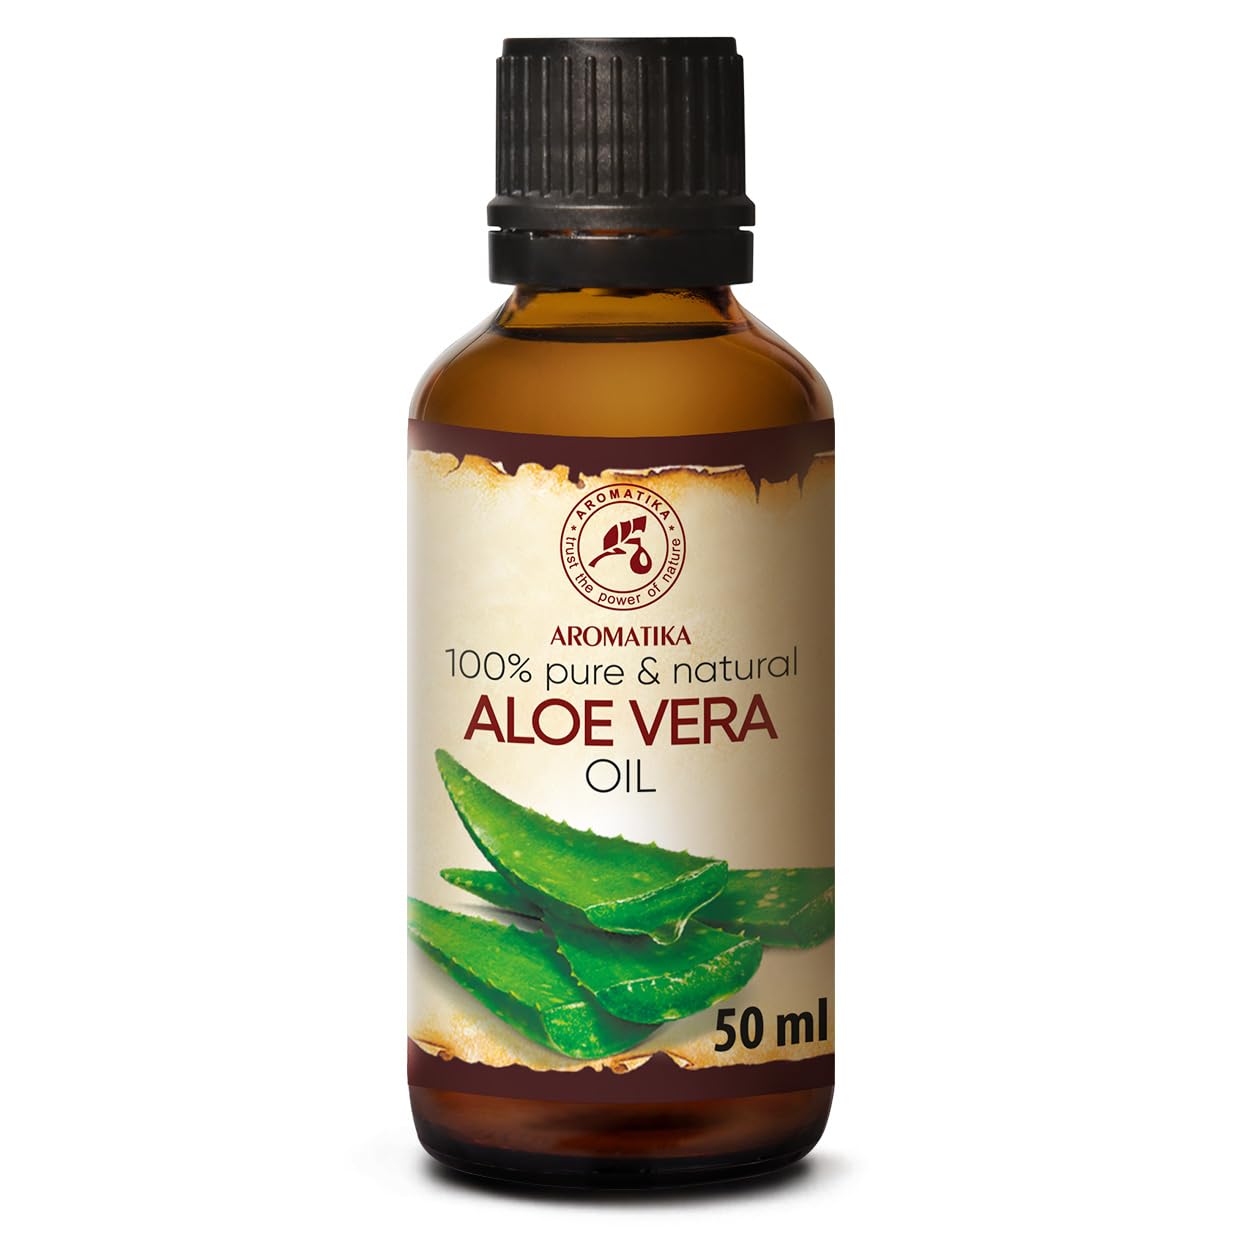 ★ AROMATIKA ★
trust the power of nature
AROMATIKA
100% pure & natural
ALOE VERA
OIL
50 ml